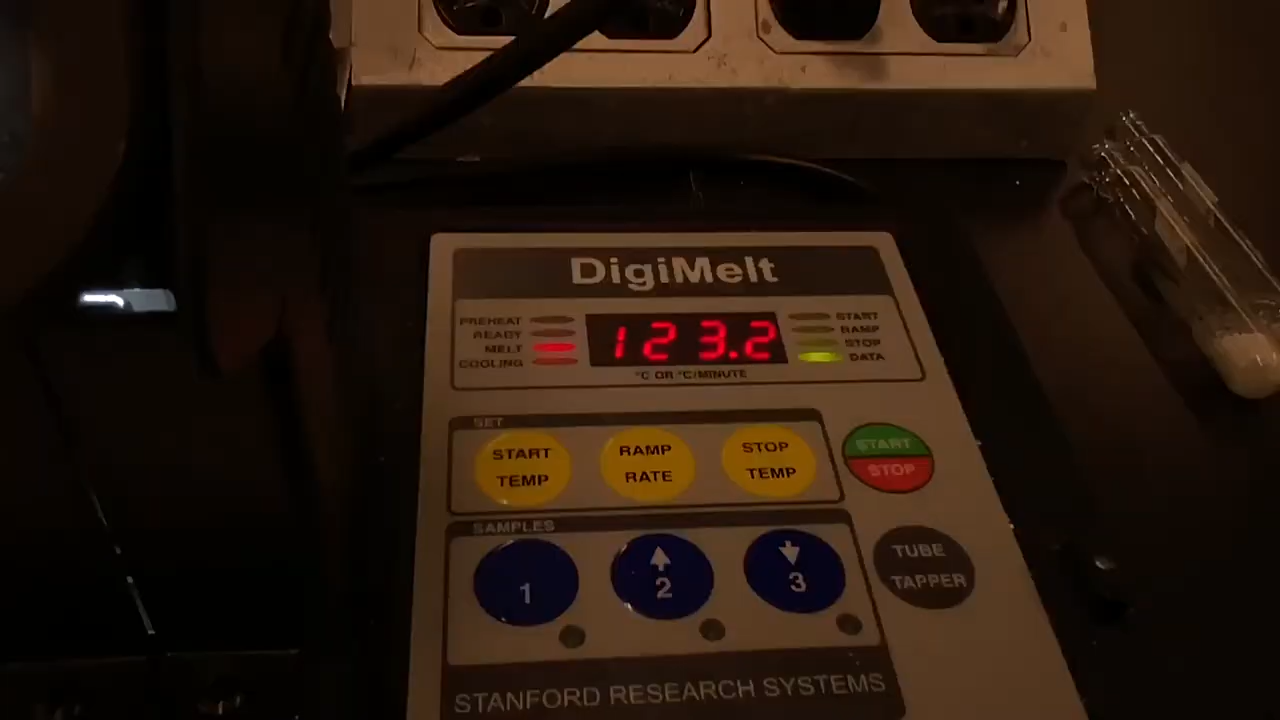 DigiMelt
PREHEAT
READY
MELT
COOLING
123.2
START
RAMP
STOP
DATA
°C OR °C/MINUTE
SET
START TEMP
RAMP RATE
STOP TEMP
START
STOP
SAMPLES
1
2
3
TUBE TAPPER
STANFORD RESEARCH SYSTEMS